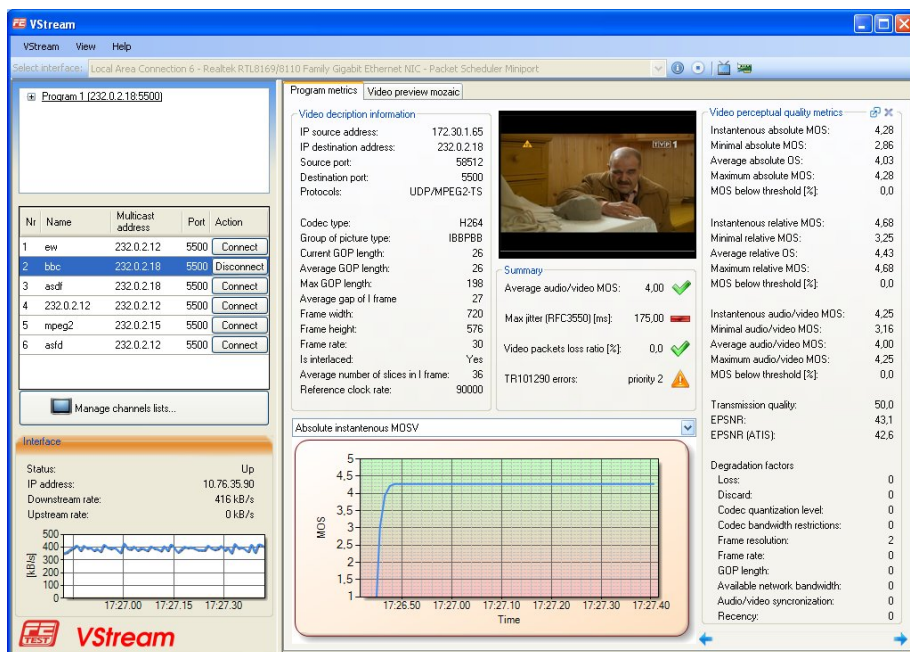 VStream
VStream View Help
Select interface: Local Area Connection 6 - Realtek RTL8169/8110 Family Gigabit Ethernet NIC - Packet Scheduler Miniport
Program 1 (232.0.2.18:5500)
Nr Name Multicast address Port Action
1 ew 232.0.2.12 5500 Connect
2 bbc 232.0.2.18 5500 Disconnect
3 asdf 232.0.2.18 5500 Connect
4 232.0.2.12 232.0.2.12 5500 Connect
5 mpeg2 232.0.2.15 5500 Connect
6 asfd 232.0.2.12 5500 Connect
Manage channels lists...
Interface
Status: Up
IP address: 10.76.35.90
Downstream rate: 416 kB/s
Upstream rate: 0 kB/s
[kB/s]
500
400
300
200
100
0
17:27.00 17:27.15 17:27.30
FE TEST VStream
Program metrics Video preview mozaic
Video decription information
IP source address: 172.30.1.65
IP destination address: 232.0.2.18
Source port: 58512
Destination port: 5500
Protocols: UDP/MPEG2-TS
Codec type: H264
Group of picture type: IBBPBB
Current GOP length: 26
Average GOP length: 26
Max GOP length: 198
Average gap of I frame 27
Frame width: 720
Frame height: 576
Frame rate: 30
Is interlaced: Yes
Average number of slices in I frame: 36
Reference clock rate: 90000
TVP 1
Summary
Average audio/video MOS: 4,00
Max jitter (RFC3550) [ms]: 175,00
Video packets loss ratio [%]: 0,0
TR101290 errors: priority 2
Absolute instantenous MOSV
MOS
5
4,5
4
3,5
3
2,5
2
1,5
1
17:26.50 17:27.00 17:27.10 17:27.20 17:27.30 17:27.40
Time
Video perceptual quality metrics
Instantenous absolute MOS: 4,28
Minimal absolute MOS: 2,86
Average absolute OS: 4,03
Maximum absolute MOS: 4,28
MOS below threshold [%]: 0,0
Instantenous relative MOS: 4,68
Minimal relative MOS: 3,25
Average relative OS: 4,43
Maximum relative MOS: 4,68
MOS below threshold [%]: 0,0
Instantenous audio/video MOS: 4,25
Minimal audio/video MOS: 3,16
Average audio/video MOS: 4,00
Maximum audio/video MOS: 4,25
MOS below threshold [%]: 0,0
Transmission quality: 50,0
EPSNR: 43,1
EPSNR (ATIS): 42,6
Degradation factors
Loss: 0
Discard: 0
Codec quantization level: 0
Codec bandwidth restrictions: 0
Frame resolution: 2
Frame rate: 0
GOP length: 0
Available network bandwidth: 0
Audio/video syncronization: 0
Recency: 0